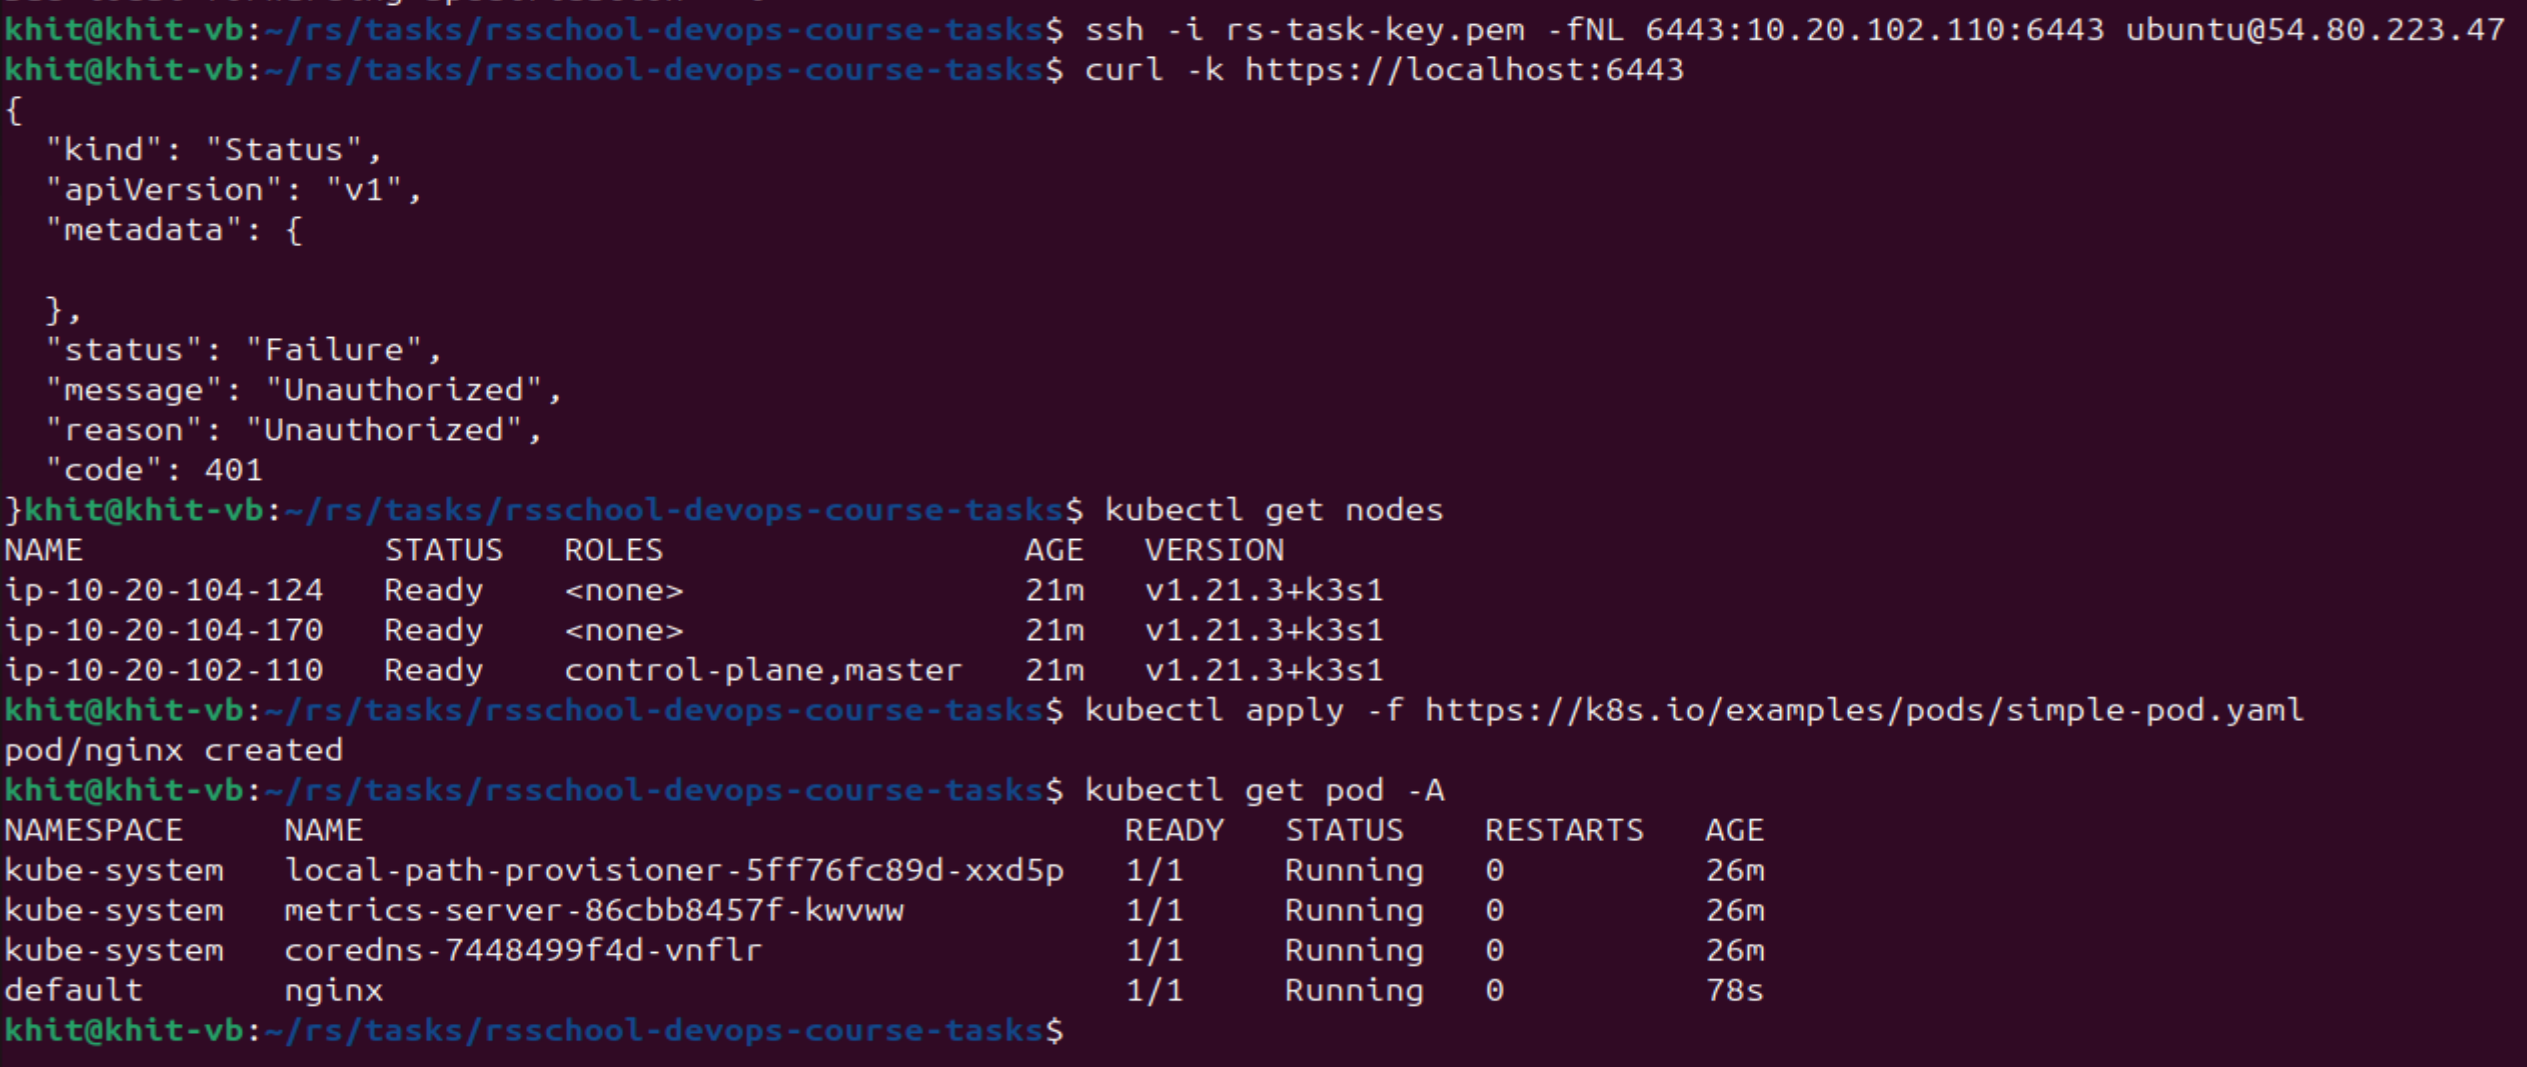 khit@khit-vb:~/rs/tasks/rsschool-devops-course-tasks$ ssh -i rs-task-key.pem -fNL 6443:10.20.102.110:6443 ubuntu@54.80.223.47
khit@khit-vb:~/rs/tasks/rsschool-devops-course-tasks$ curl -k https://localhost:6443
{
  "kind": "Status",
  "apiVersion": "v1",
  "metadata": {

  },
  "status": "Failure",
  "message": "Unauthorized",
  "reason": "Unauthorized",
  "code": 401
}khit@khit-vb:~/rs/tasks/rsschool-devops-course-tasks$ kubectl get nodes
NAME               STATUS   ROLES                  AGE   VERSION
ip-10-20-104-124   Ready    <none>                 21m   v1.21.3+k3s1
ip-10-20-104-170   Ready    <none>                 21m   v1.21.3+k3s1
ip-10-20-102-110   Ready    control-plane,master   21m   v1.21.3+k3s1
khit@khit-vb:~/rs/tasks/rsschool-devops-course-tasks$ kubectl apply -f https://k8s.io/examples/pods/simple-pod.yaml
pod/nginx created
khit@khit-vb:~/rs/tasks/rsschool-devops-course-tasks$ kubectl get pod -A
NAMESPACE     NAME                                      READY   STATUS    RESTARTS   AGE
kube-system   local-path-provisioner-5ff76fc89d-xxd5p   1/1     Running   0          26m
kube-system   metrics-server-86cbb8457f-kwvww           1/1     Running   0          26m
kube-system   coredns-7448499f4d-vnflr                  1/1     Running   0          26m
default       nginx                                     1/1     Running   0          78s
khit@khit-vb:~/rs/tasks/rsschool-devops-course-tasks$